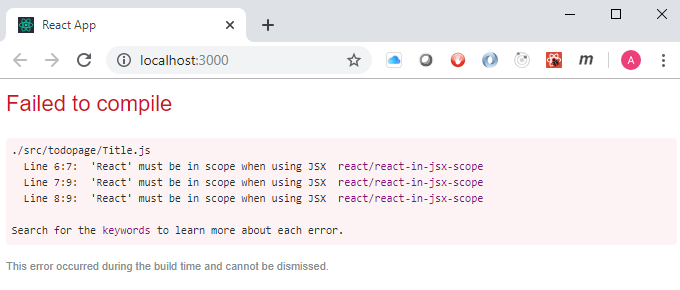 React App
localhost:3000
m
A
Failed to compile
./src/todopage/Title.js
Line 6:7: 'React' must be in scope when using JSX react/react-in-jsx-scope
Line 7:9: 'React' must be in scope when using JSX react/react-in-jsx-scope
Line 8:9: 'React' must be in scope when using JSX react/react-in-jsx-scope
Search for the keywords to learn more about each error.
This error occurred during the build time and cannot be dismissed.